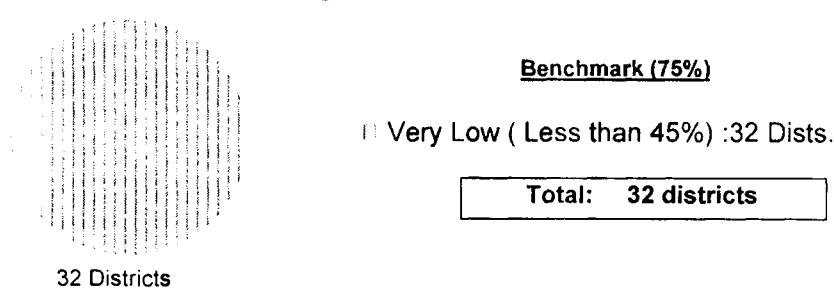 Benchmark (75%)
Very Low ( Less than 45%) :32 Dists.
Total: 32 districts
32 Districts